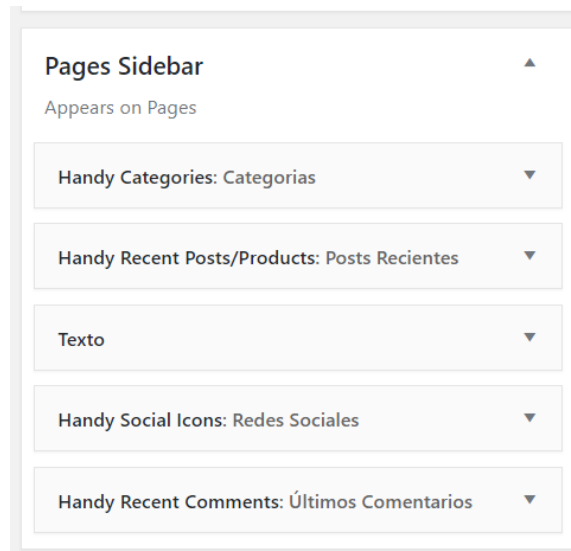 Pages Sidebar
Appears on Pages
Handy Categories: Categorias
Handy Recent Posts/Products: Posts Recientes
Texto
Handy Social Icons: Redes Sociales
Handy Recent Comments: Últimos Comentarios